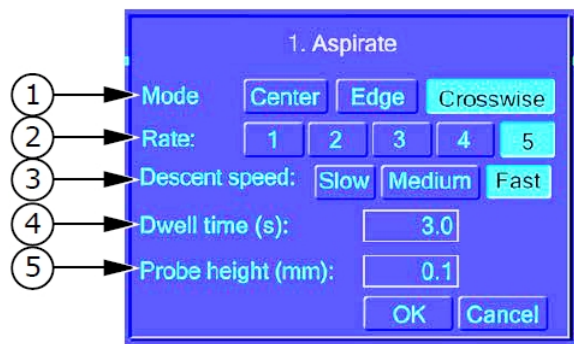 1. Aspirate
1 Mode Center Edge Crosswise
2 Rate: 1 2 3 4 5
3 Descent speed: Slow Medium Fast
4 Dwell time (s): 3.0
5 Probe height (mm): 0.1
OK Cancel